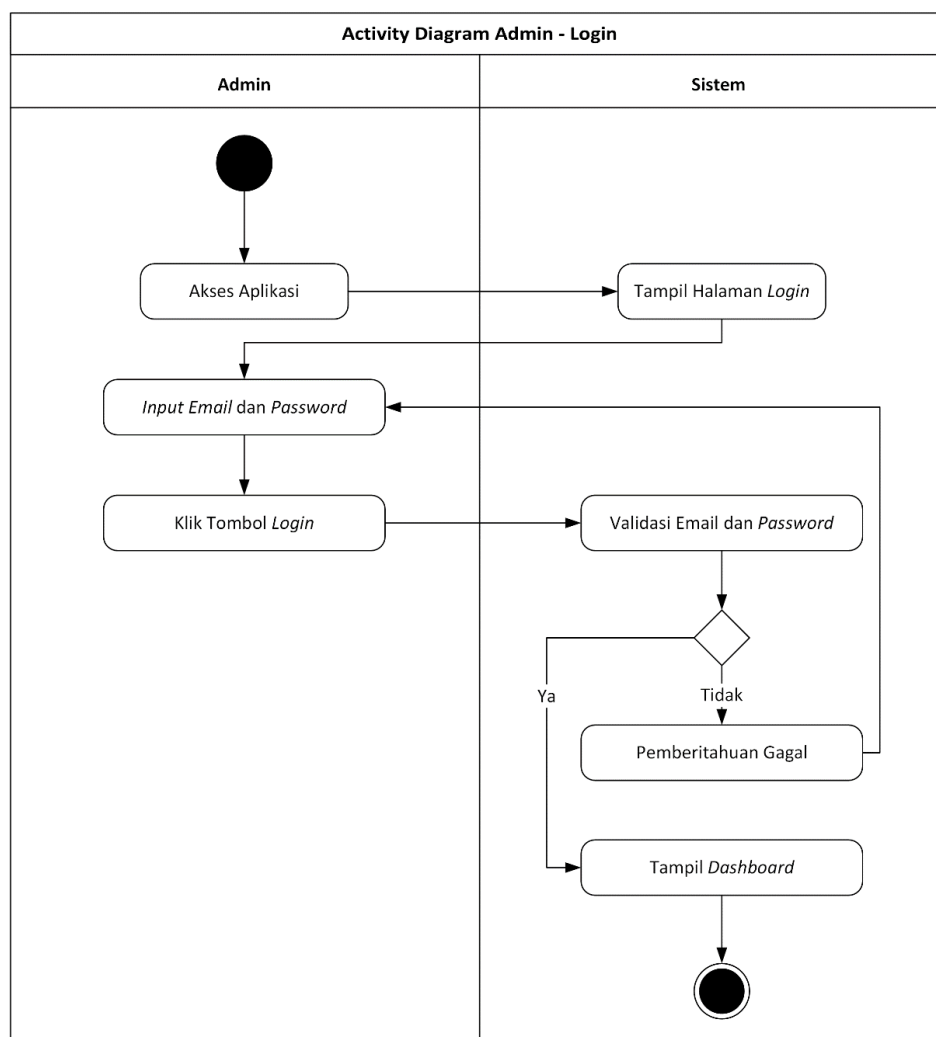 Activity Diagram Admin - Login
Admin
Sistem
Akses Aplikasi
Tampil Halaman Login
Input Email dan Password
Klik Tombol Login
Validasi Email dan Password
Ya
Tidak
Pemberitahuan Gagal
Tampil Dashboard